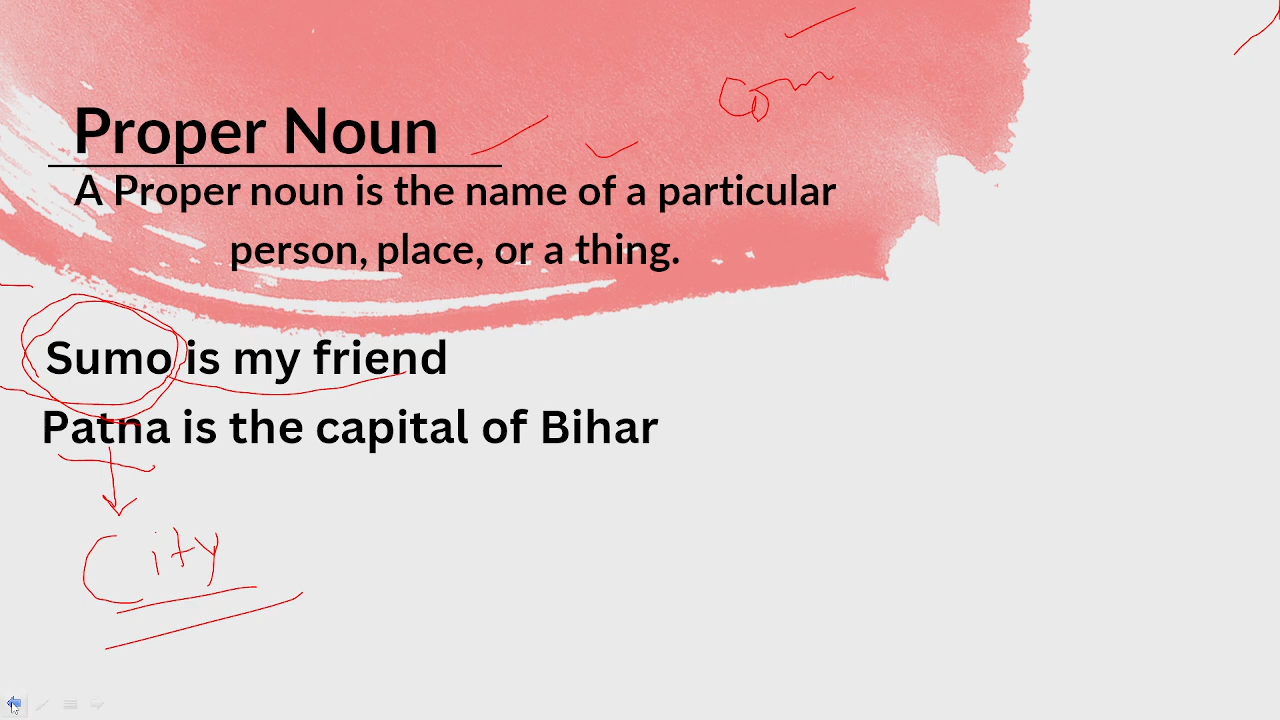 Proper Noun
A Proper noun is the name of a particular
person, place, or a thing.
Sumo is my friend
Patna is the capital of Bihar
City